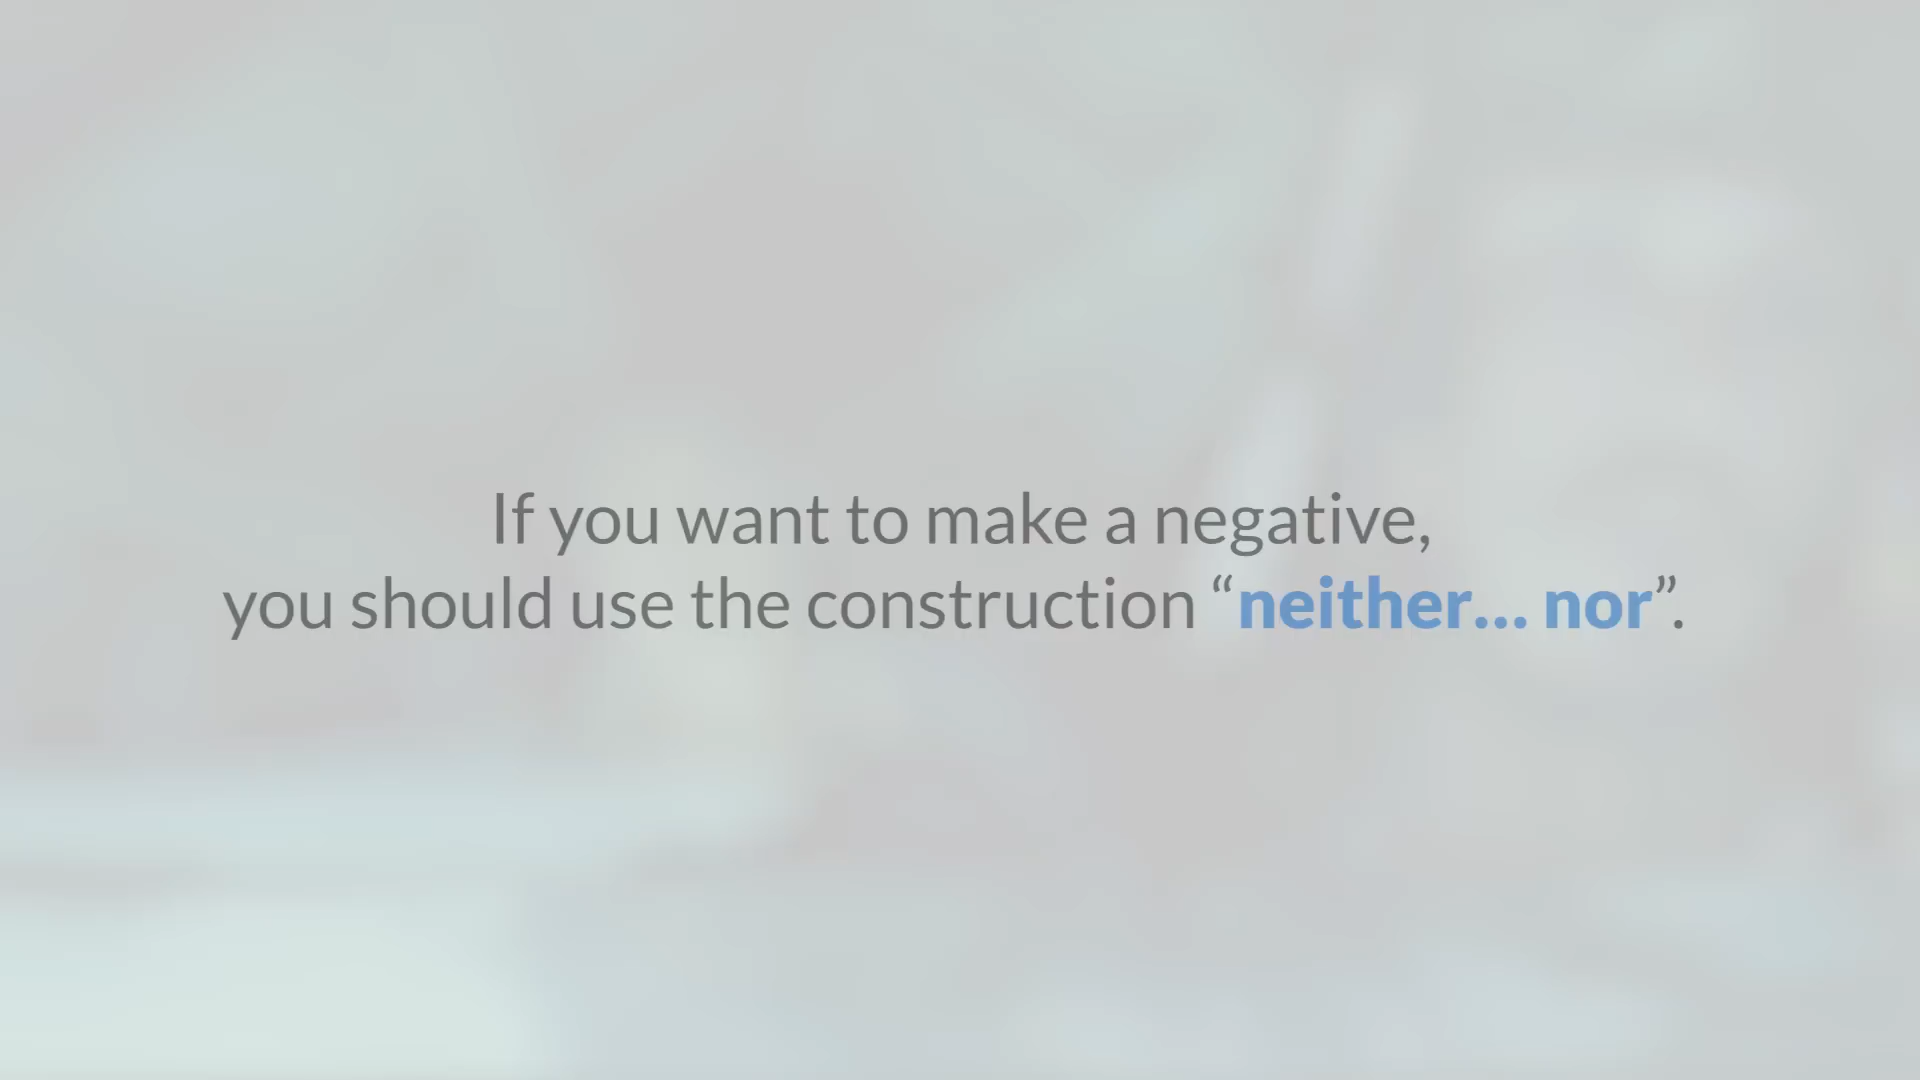 If you want to make a negative,
you should use the construction “neither... nor”.